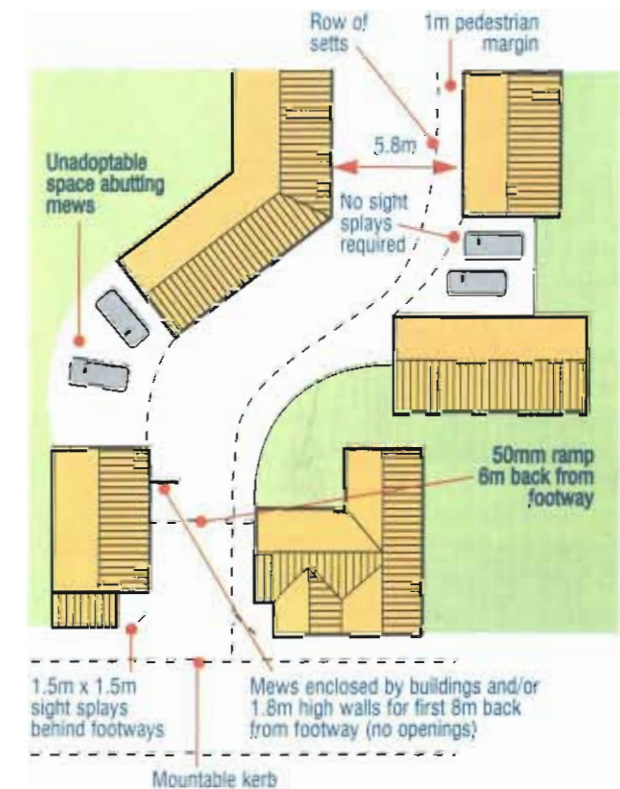 Row of
setts
1m pedestrian
margin
5.8m
Unadoptable
space abutting
mews
No sight
splays
required
50mm ramp
6m back from
footway
1.5m x 1.5m
sight splays
behind footways
Mews enclosed by buildings and/or
1.8m high walls for first 8m back
from footway (no openings)
Mountable kerb